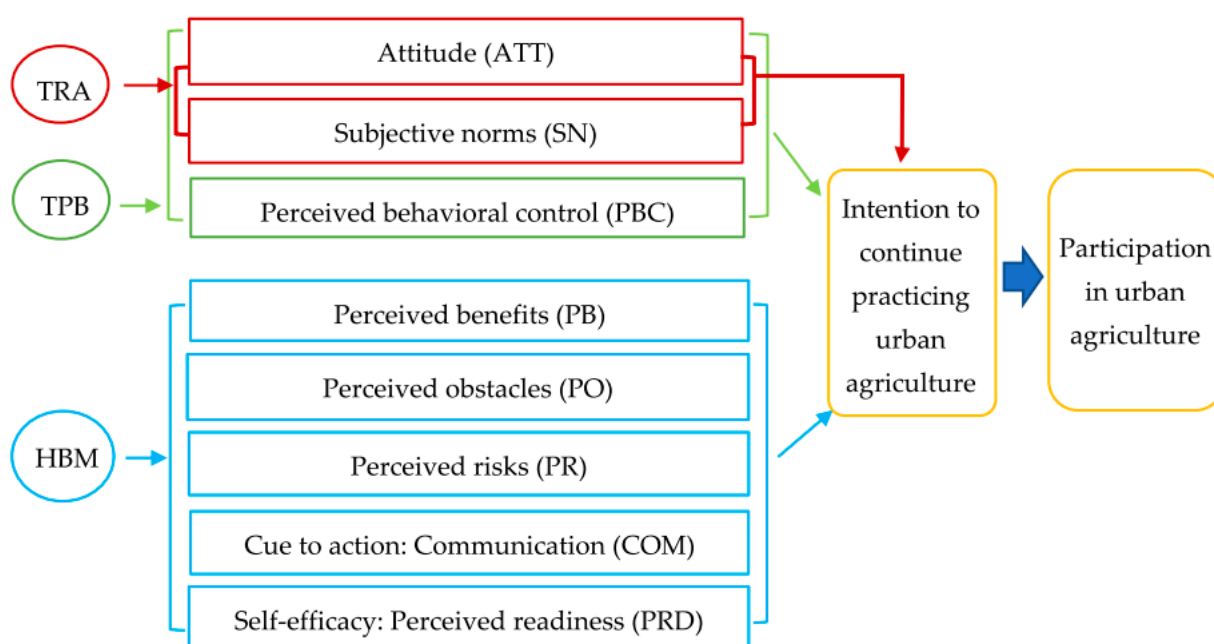 TRA
Attitude (ATT)
Subjective norms (SN)
TPB
Perceived behavioral control (PBC)
HBM
Perceived benefits (PB)
Perceived obstacles (PO)
Perceived risks (PR)
Cue to action: Communication (COM)
Self-efficacy: Perceived readiness (PRD)
Intention to
continue
practicing
urban
agriculture
Participation
in urban
agriculture